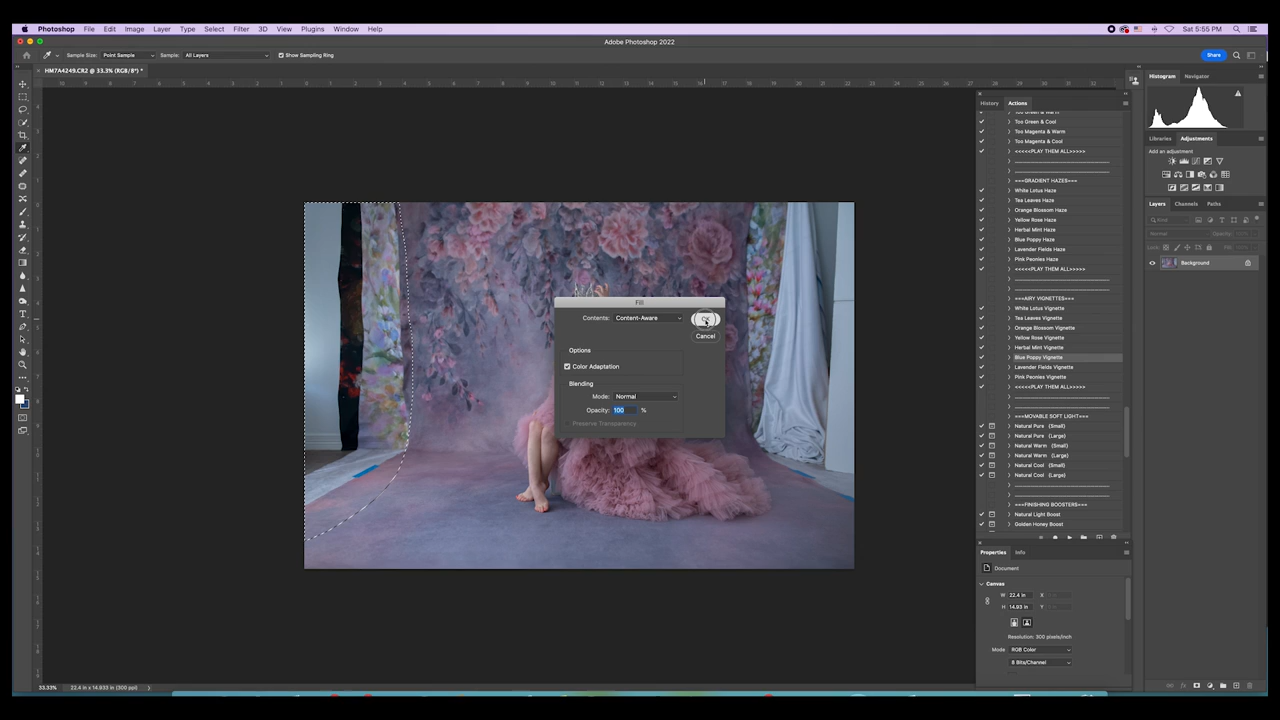 Photoshop File Edit Image Layer Type Select Filter 3D View Plugins Window Help Sat 5:55 PM
Adobe Photoshop 2022
Sample Size: Point Sample Sample: All Layers Show Sampling Ring Share
HM7A4249.CR2 @ 33.3% (RGB/8*) *
Histogram Navigator
History Actions
Too Green & Cool
Too Magenta & Warm
Too Magenta & Cool
<<<<<PLAY THEM ALL>>>>>
===GRADIENT HAZES===
White Lotus Haze
Tea Leaves Haze
Orange Blossom Haze
Yellow Rose Haze
Herbal Mint Haze
Blue Poppy Haze
Lavender Fields Haze
Pink Peonies Haze
<<<<<PLAY THEM ALL>>>>>
===AIRY VIGNETTES===
White Lotus Vignette
Tea Leaves Vignette
Orange Blossom Vignette
Yellow Rose Vignette
Herbal Mint Vignette
Blue Poppy Vignette
Lavender Fields Vignette
Pink Peonies Vignette
<<<<<PLAY THEM ALL>>>>>
===MOVABLE SOFT LIGHT===
Natural Pure (Small)
Natural Pure (Large)
Natural Warm (Small)
Natural Warm (Large)
Natural Cool (Small)
Natural Cool (Large)
===FINISHING BOOSTERS===
Natural Light Boost
Golden Honey Boost
Libraries Adjustments
Add an adjustment
Layers Channels Paths
Kind
Normal Opacity: 100%
Lock: Fill: 100%
Background
Fill
Contents: Content-Aware
OK
Cancel
Options
Color Adaptation
Blending
Mode: Normal
Opacity: 100 %
Preserve Transparency
Properties Info
Document
Canvas
W 22.4 in X
H 14.93 in Y
Resolution: 300 pixels/inch
Mode RGB Color
8 Bits/Channel
33.33% 22.4 in x 14.933 in (300 ppi)